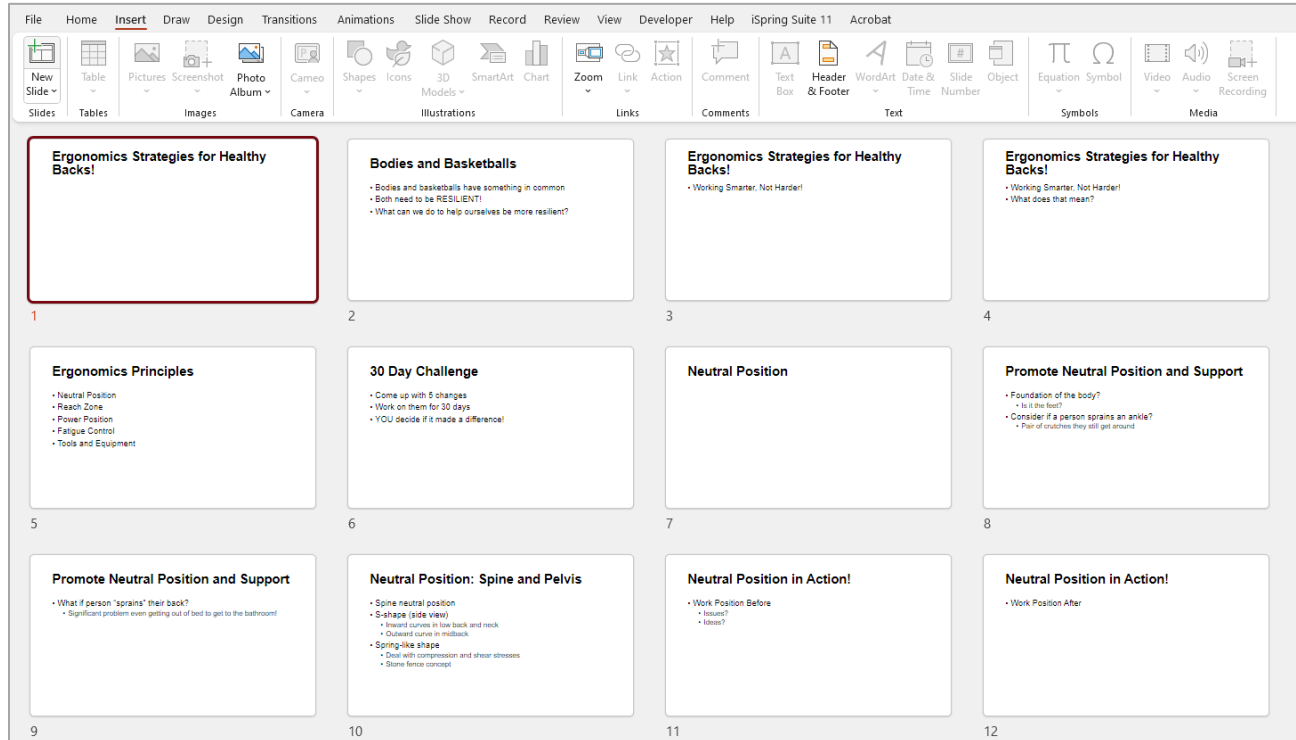 File Home Insert Draw Design Transitions Animations Slide Show Record Review View Developer Help iSpring Suite 11 Acrobat
New Slide
Table
Pictures
Screenshot
Photo Album
Cameo
Shapes
Icons
3D Models
SmartArt
Chart
Zoom
Link
Action
Comment
Text Box
Header & Footer
WordArt
Date & Time
Slide Number
Object
Equation
Symbol
Video
Audio
Screen Recording
Slides Tables Images Camera Illustrations Links Comments Text Symbols Media
Ergonomics Strategies for Healthy
Backs!
1
Bodies and Basketballs
• Bodies and basketballs have something in common
• Both need to be RESILIENT!
• What can we do to help ourselves be more resilient?
2
Ergonomics Strategies for Healthy
Backs!
• Working Smarter, Not Harder!
3
Ergonomics Strategies for Healthy
Backs!
• Working Smarter, Not Harder!
• What does that mean?
4
Ergonomics Principles
• Neutral Position
• Reach Zone
• Power Position
• Fatigue Control
• Tools and Equipment
5
30 Day Challenge
• Come up with 5 changes
• Work on them for 30 days
• YOU decide if it made a difference!
6
Neutral Position
7
Promote Neutral Position and Support
• Foundation of the body?
• Is it the feet?
• Consider if a person sprains an ankle?
• Pair of crutches they still get around
8
Promote Neutral Position and Support
• What if person "sprains" their back?
• Significant problem even getting out of bed to get to the bathroom!
9
Neutral Position: Spine and Pelvis
• Spine neutral position
• S-shape (side view)
• Inward curves in low back and neck
• Outward curve in midback
• Spring-like shape
• Deal with compression and shear stresses
• Stone fence concept
10
Neutral Position in Action!
• Work Position Before
• Issues?
• Ideas?
11
Neutral Position in Action!
• Work Position After
12